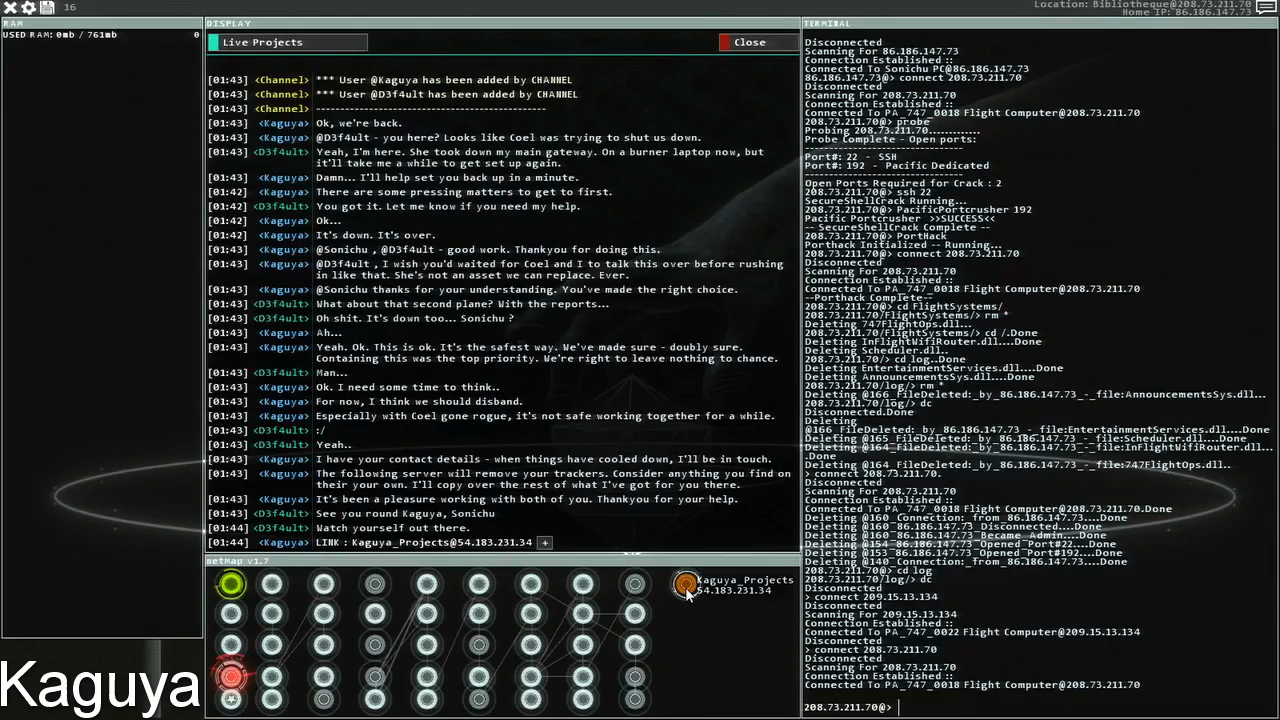 16
Location: Bibliotheque@208.73.211.70
Home IP: 86.186.147.73
RAM
USED RAM: 0mb / 761mb
0
DISPLAY
Live Projects
Close
[01:43] <Channel> *** User @Kaguya has been added by CHANNEL
[01:43] <Channel> *** User @D3f4ult has been added by CHANNEL
[01:43] <Channel> -----------------------------------------------
[01:43] <Kaguya> Ok, we're back.
[01:43] <Kaguya> @D3f4ult - you here? Looks like Coel was trying to shut us down.
[01:43] <D3f4ult> Yeah, I'm here. She took down my main gateway. On a burner laptop now, but
it'll take me a while to get set up again.
[01:43] <Kaguya> Damn... I'll help set you back up in a minute.
[01:42] <Kaguya> There are some pressing matters to get to first.
[01:42] <D3f4ult> You got it. Let me know if you need my help.
[01:42] <Kaguya> Ok...
[01:42] <Kaguya> It's down. It's over.
[01:43] <Kaguya> @Sonichu , @D3f4ult - good work. Thankyou for doing this.
[01:43] <Kaguya> @D3f4ult , I wish you'd waited for Coel and I to talk this over before rushing
in like that. She's not an asset we can replace. Ever.
[01:43] <Kaguya> @Sonichu thanks for your understanding. You've made the right choice.
[01:43] <D3f4ult> What about that second plane? With the reports...
[01:43] <D3f4ult> Oh shit. It's down too... Sonichu ?
[01:43] <Kaguya> Ah...
[01:43] <Kaguya> Yeah. Ok. This is ok. It's the safest way. We've made sure - doubly sure.
Containing this was the top priority. We're right to leave nothing to chance.
[01:43] <D3f4ult> Man...
[01:43] <Kaguya> Ok. I need some time to think..
[01:43] <Kaguya> For now, I think we should disband.
[01:43] <Kaguya> Especially with Coel gone rogue, it's not safe working together for a while.
[01:43] <D3f4ult> :/
[01:43] <D3f4ult> Yeah..
[01:43] <Kaguya> I have your contact details - when things have cooled down, I'll be in touch.
[01:43] <Kaguya> The following server will remove your trackers. Consider anything you find on
their your own. I'll copy over the rest of what I've got for you there.
[01:43] <Kaguya> It's been a pleasure working with both of you. Thankyou for your help.
[01:43] <D3f4ult> See you round Kaguya, Sonichu
[01:44] <D3f4ult> Watch yourself out there.
[01:44] <Kaguya> LINK : Kaguya_Projects@54.183.231.34 +
netMap v1.7
Kaguya_Projects
54.183.231.34
Kaguya
TERMINAL
Disconnected
Scanning For 86.186.147.73
Connection Established ::
Connected To Sonichu PC@86.186.147.73
86.186.147.73@> connect 208.73.211.70
Disconnected
Scanning For 208.73.211.70
Connection Established ::
Connected To PA_747_0018 Flight Computer@208.73.211.70
208.73.211.70@> probe
Probing 208.73.211.70.............
Probe Complete - Open ports:
---------------------------------
Port#: 22 - SSH
Port#: 192 - Pacific Dedicated
---------------------------------
Open Ports Required for Crack : 2
208.73.211.70@> ssh 22
SecureShellCrack Running...
208.73.211.70@> PacificPortcrusher 192
Pacific Portcrusher >>SUCCESS<<
-- SecureShellCrack Complete --
208.73.211.70@> PortHack
Porthack Initialized -- Running...
208.73.211.70@> connect 208.73.211.70
Disconnected
Scanning For 208.73.211.70
Connection Established ::
Connected To PA_747_0018 Flight Computer@208.73.211.70
--Porthack Complete--
208.73.211.70@> cd FlightSystems/
208.73.211.70/FlightSystems/> rm *
Deleting 747FlightOps.dll...
208.73.211.70/FlightSystems/> cd /.Done
Deleting InFlightWifiRouter.dll....Done
Deleting Scheduler.dll..
208.73.211.70/> cd log..Done
Deleting EntertainmentServices.dll....Done
Deleting AnnouncementsSys.dll....Done
208.73.211.70/log/> rm *
Deleting @166_FileDeleted:_by_86.186.147.73_-_file:AnnouncementsSys.dll...
208.73.211.70/log/> dc
Disconnected.Done
Deleting
@166_FileDeleted:_by_86.186.147.73_-_file:EntertainmentServices.dll....Done
Deleting @165_FileDeleted:_by_86.186.147.73_-_file:Scheduler.dll....Done
Deleting @164_FileDeleted:_by_86.186.147.73_-_file:InFlightWifiRouter.dll...
.Done
Deleting @164_FileDeleted:_by_86.186.147.73_-_file:747FlightOps.dll..
> connect 208.73.211.70.
Disconnected
Scanning For 208.73.211.70
Connection Established ::
Connected To PA_747_0018 Flight Computer@208.73.211.70.Done
Deleting @160_Connection:_from_86.186.147.73....Done
Deleting @160_86.186.147.73_Disconnected....Done
Deleting @160_86.186.147.73_Became_Admin....Done
Deleting @154_86.186.147.73_Opened_Port#22....Done
Deleting @153_86.186.147.73_Opened_Port#192....Done
Deleting @140_Connection:_from_86.186.147.73....Done
208.73.211.70@> cd log
208.73.211.70/log/> dc
Disconnected
> connect 209.15.13.134
Disconnected
Scanning For 209.15.13.134
Connection Established ::
Connected To PA_747_0022 Flight Computer@209.15.13.134
Disconnected
> connect 208.73.211.70
Disconnected
Scanning For 208.73.211.70
Connection Established ::
Connected To PA_747_0018 Flight Computer@208.73.211.70
208.73.211.70@>